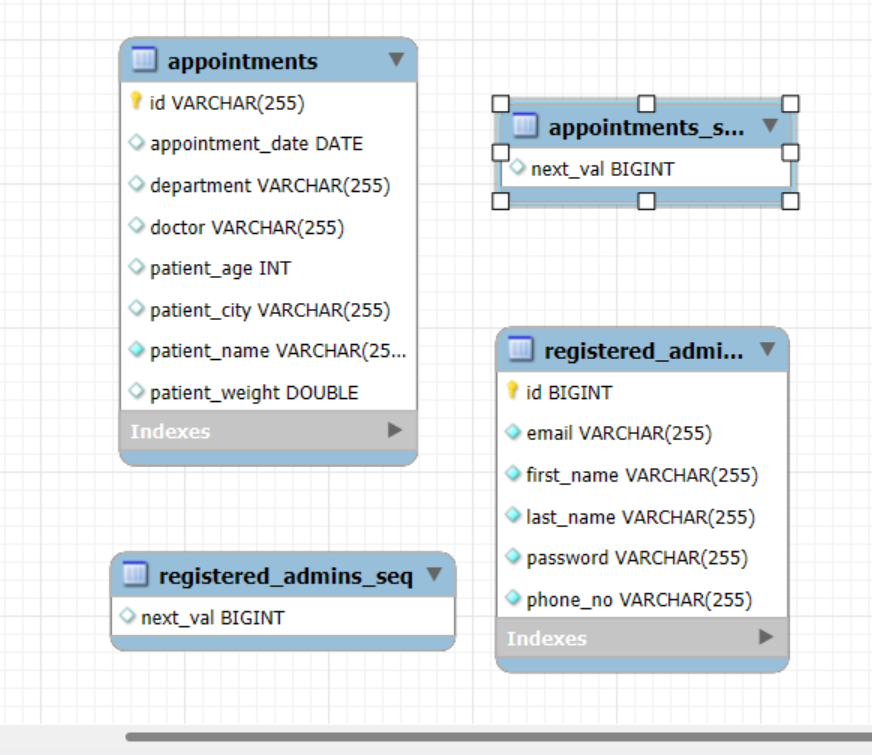 appointments
id VARCHAR(255)
appointment_date DATE
department VARCHAR(255)
doctor VARCHAR(255)
patient_age INT
patient_city VARCHAR(255)
patient_name VARCHAR(25...
patient_weight DOUBLE
Indexes
appointments_s...
next_val BIGINT
registered_admi...
id BIGINT
email VARCHAR(255)
first_name VARCHAR(255)
last_name VARCHAR(255)
password VARCHAR(255)
phone_no VARCHAR(255)
Indexes
registered_admins_seq
next_val BIGINT